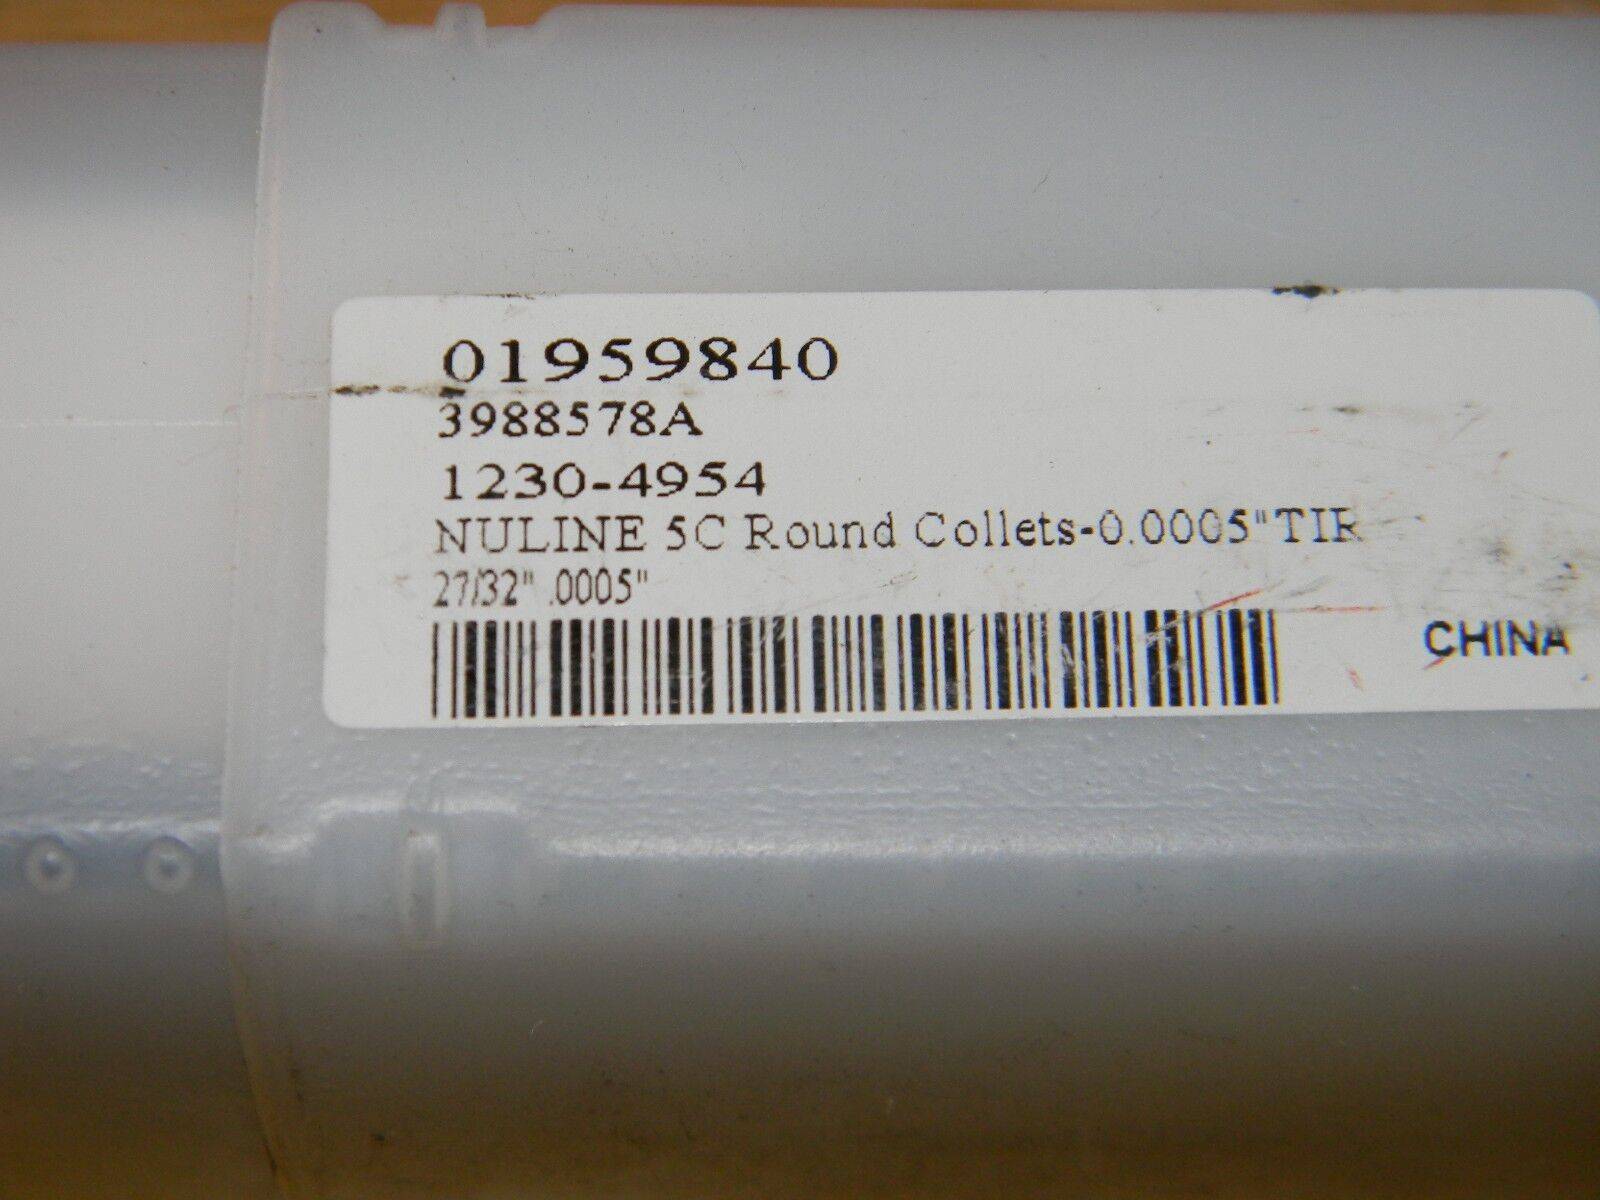 01959840
3988578A
1230-4954
NULINE 5C Round Collets-0.0005"TIR
27/32" .0005"
CHINA